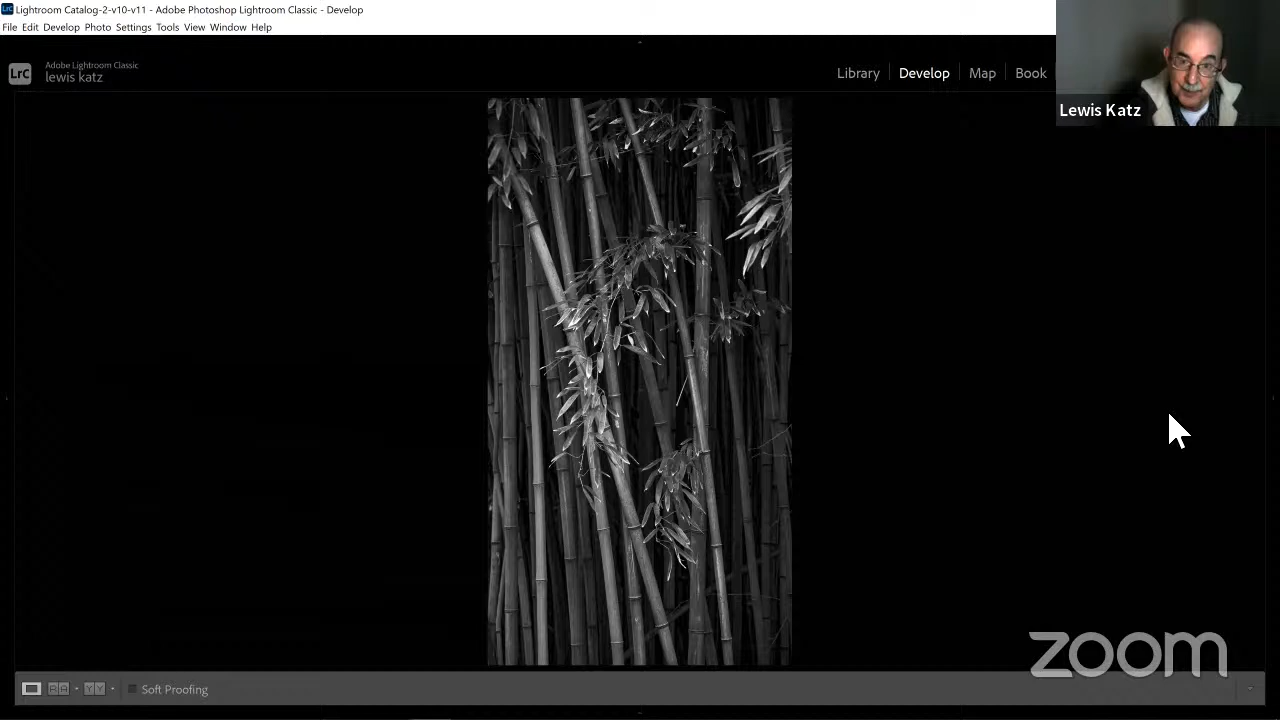 Lightroom Catalog-2-v10-v11 - Adobe Photoshop Lightroom Classic - Develop
File Edit Develop Photo Settings Tools View Window Help
LrC
Adobe Lightroom Classic
lewis katz
Library Develop Map Book
Lewis Katz
zoom
Soft Proofing